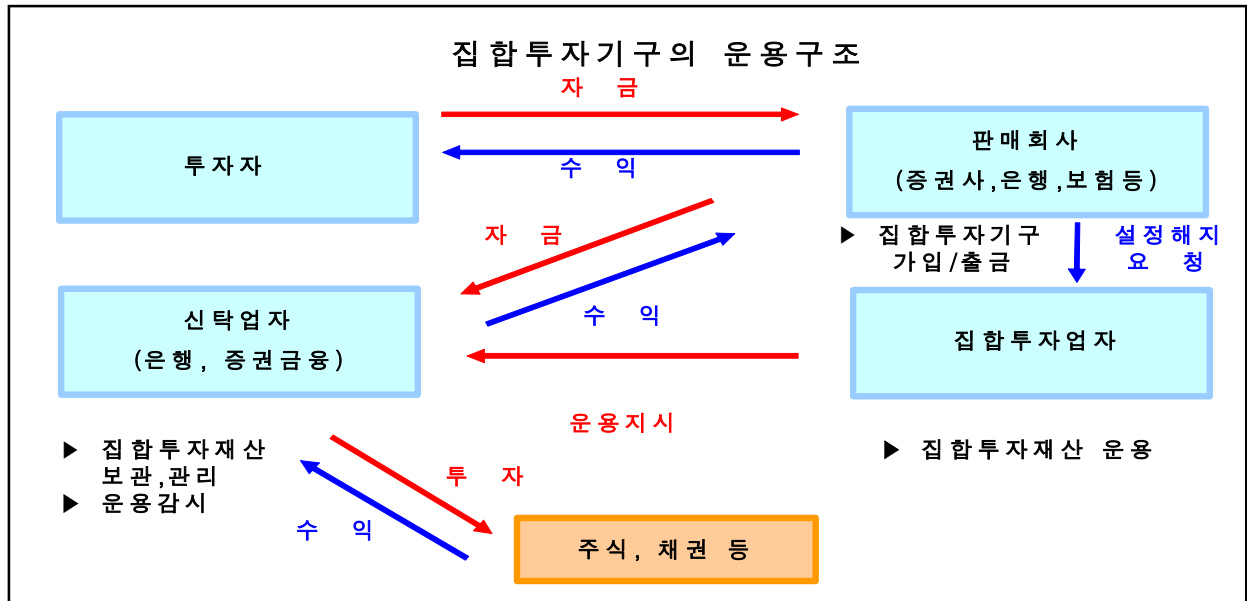 집합투자기구의 운용구조
자 금
투자자
수 익
판매회사
(증권사,은행,보험등)
자 금
▶ 집합투자기구
가입/출금
설정해지
요 청
수 익
신탁업자
(은행, 증권금융)
집합투자업자
운용지시
▶ 집합투자재산
보관,관리
▶ 운용감시
▶ 집합투자재산 운용
투 자
수 익
주식, 채권 등